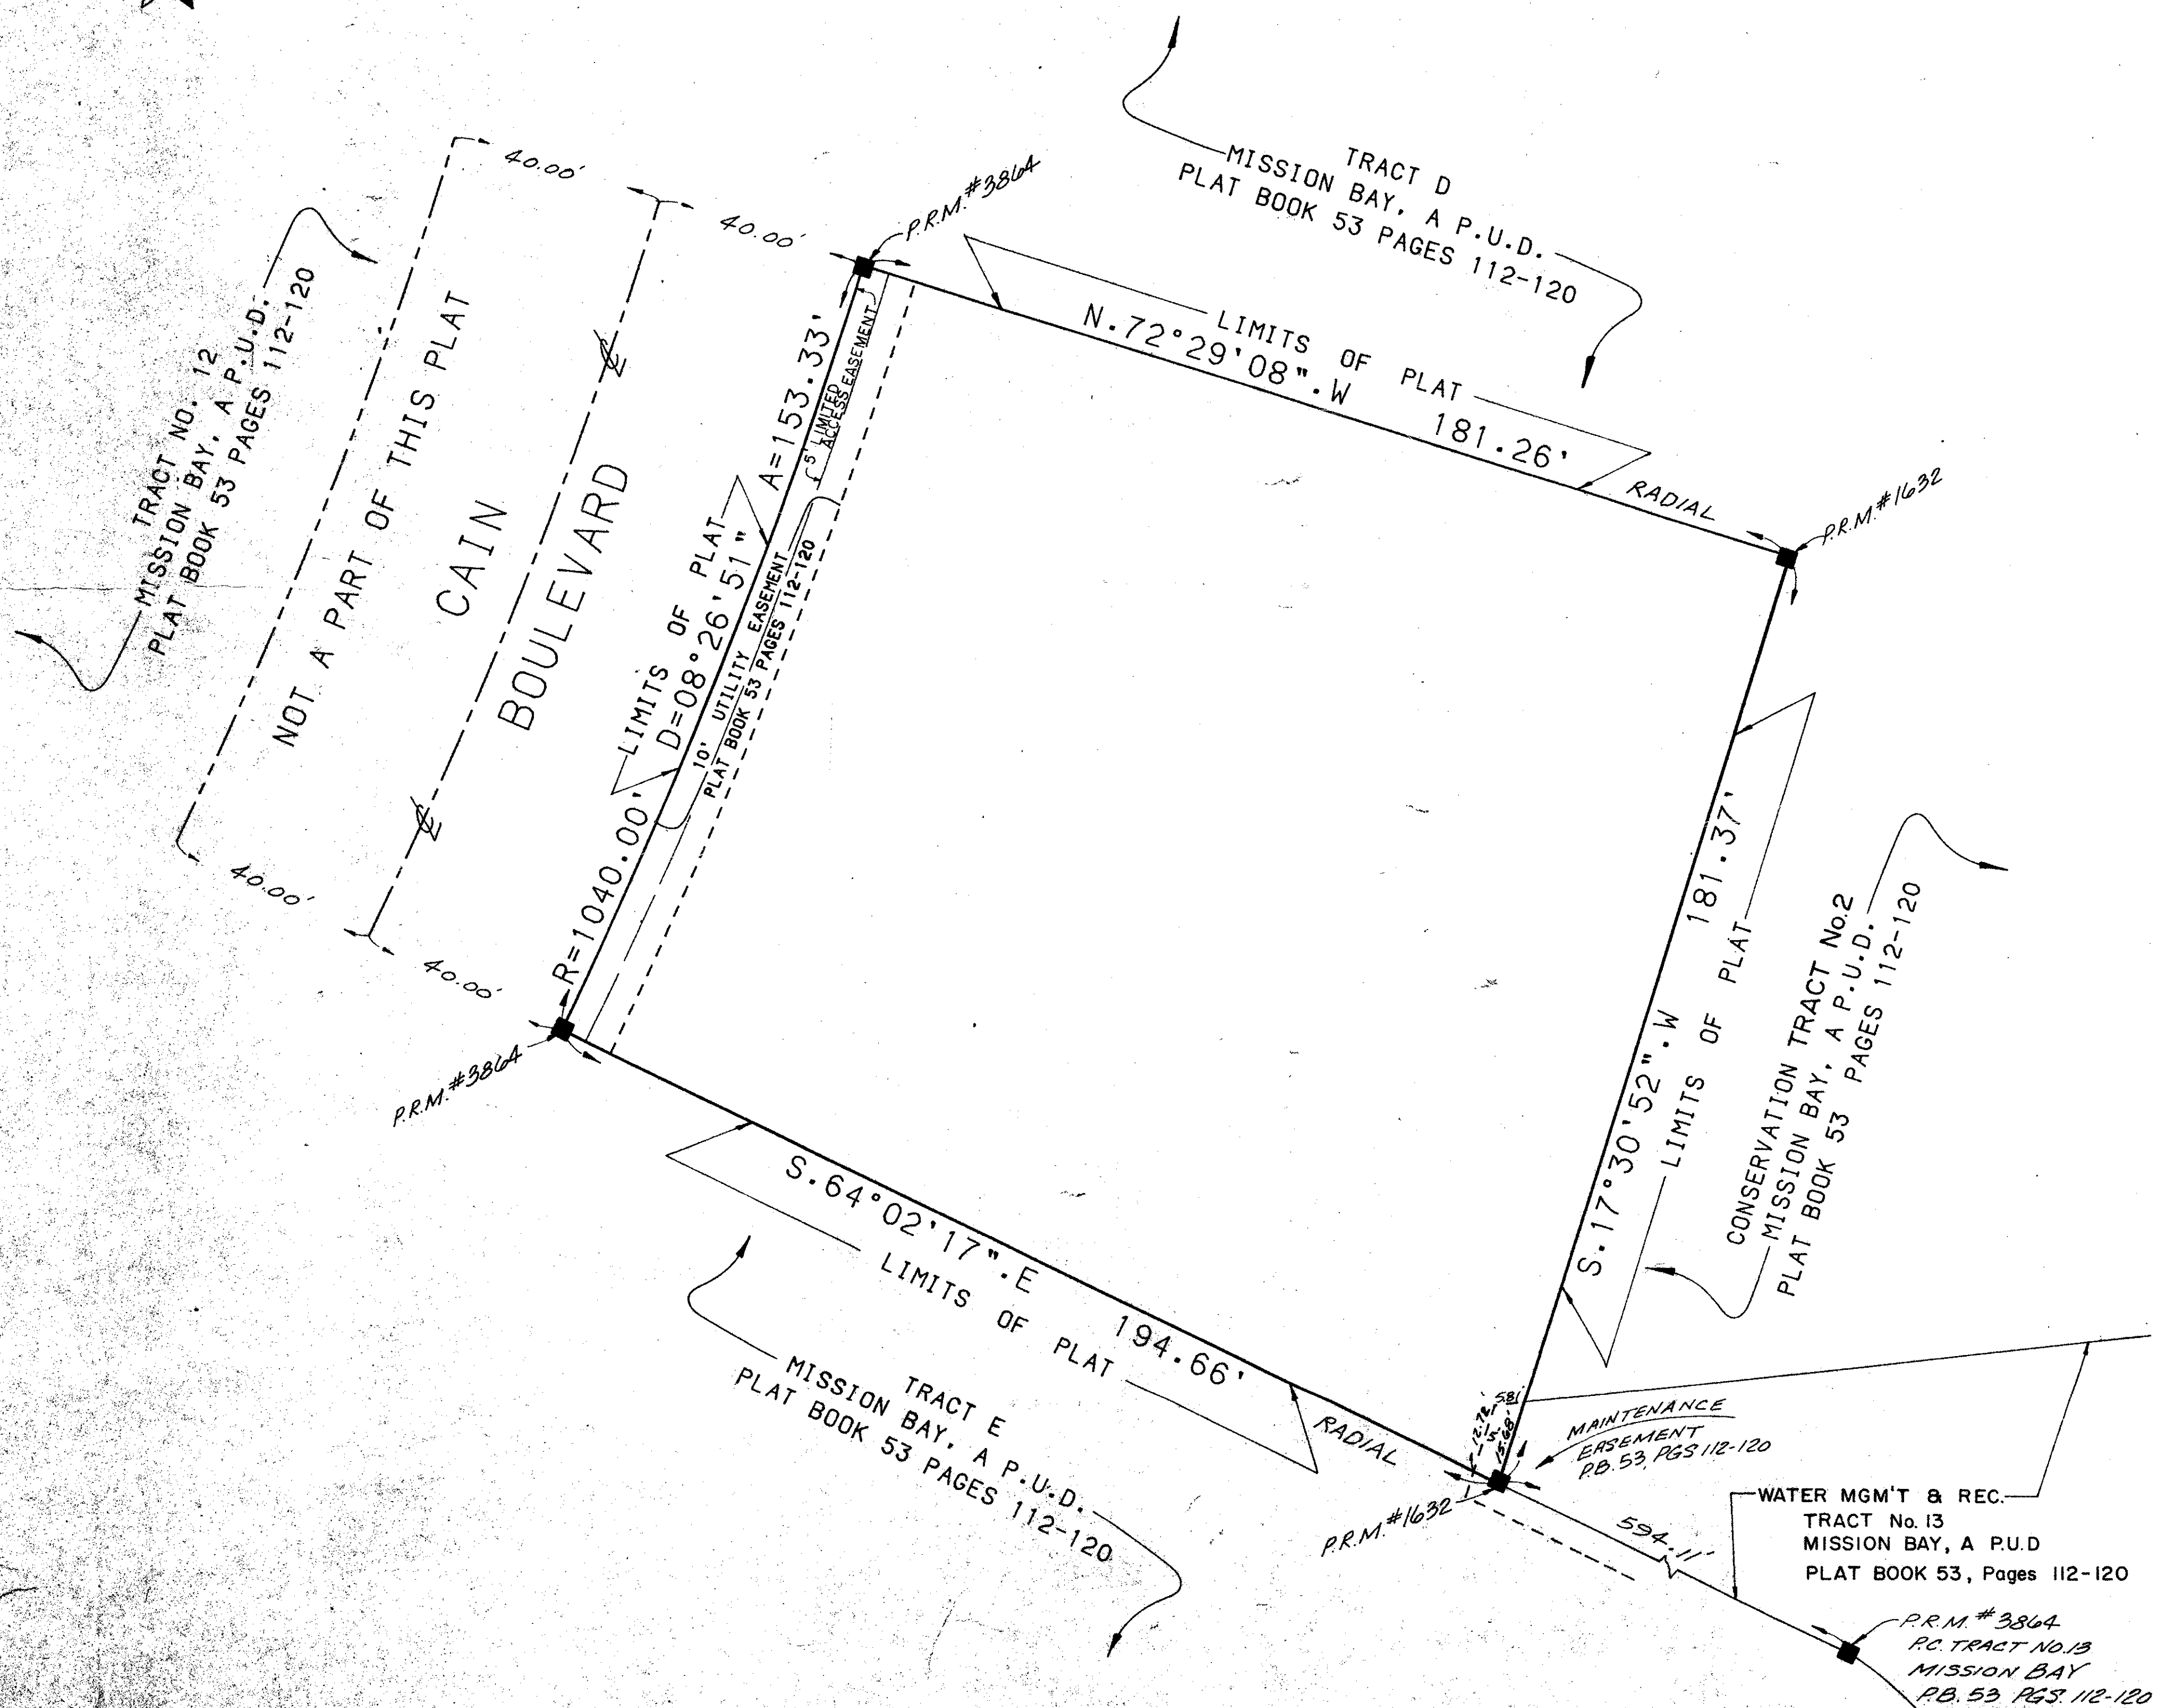 40.00'
40.00'
P.R.M. #3864
TRACT D
MISSION BAY, A P.U.D.
PLAT BOOK 53 PAGES 112-120
TRACT NO. 12
MISSION BAY, A P.U.D.
PLAT BOOK 53 PAGES 112-120
NOT A PART OF THIS PLAT
CAIN
BOULEVARD
℄
℄
LIMITS OF PLAT
R=1040.00' D=08°26'51" A=153.33'
5' LIMITED
ACCESS EASEMENT
10' UTILITY EASEMENT
PLAT BOOK 53 PAGES 112-120
LIMITS OF PLAT
N.72°29'08".W 181.26'
RADIAL
P.R.M. #1632
40.00'
40.00'
P.R.M. #3864
S.17°30'52".W 181.37'
LIMITS OF PLAT
CONSERVATION TRACT No.2
MISSION BAY, A P.U.D.
PLAT BOOK 53 PAGES 112-120
S.64°02'17".E 194.66'
LIMITS OF PLAT
RADIAL
TRACT E
MISSION BAY, A P.U.D.
PLAT BOOK 53 PAGES 112-120
12.72'
5.81'
15.68'
MAINTENANCE
EASEMENT
P.B. 53, PGS 112-120
P.R.M. #1632
594.11'
WATER MGM'T & REC.
TRACT No. 13
MISSION BAY, A P.U.D
PLAT BOOK 53, Pages 112-120
P.R.M. #3864
P.C. TRACT NO.13
MISSION BAY
P.B. 53 PGS. 112-120